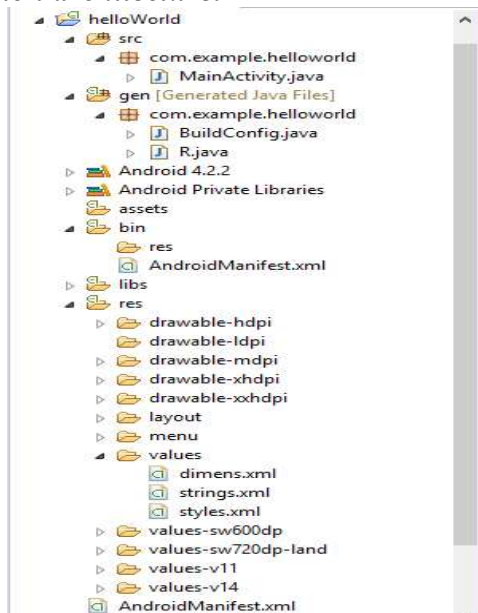 helloWorld
src
com.example.helloworld
MainActivity.java
gen [Generated Java Files]
com.example.helloworld
BuildConfig.java
R.java
Android 4.2.2
Android Private Libraries
assets
bin
res
AndroidManifest.xml
libs
res
drawable-hdpi
drawable-ldpi
drawable-mdpi
drawable-xhdpi
drawable-xxhdpi
layout
menu
values
dimens.xml
strings.xml
styles.xml
values-sw600dp
values-sw720dp-land
values-v11
values-v14
AndroidManifest.xml